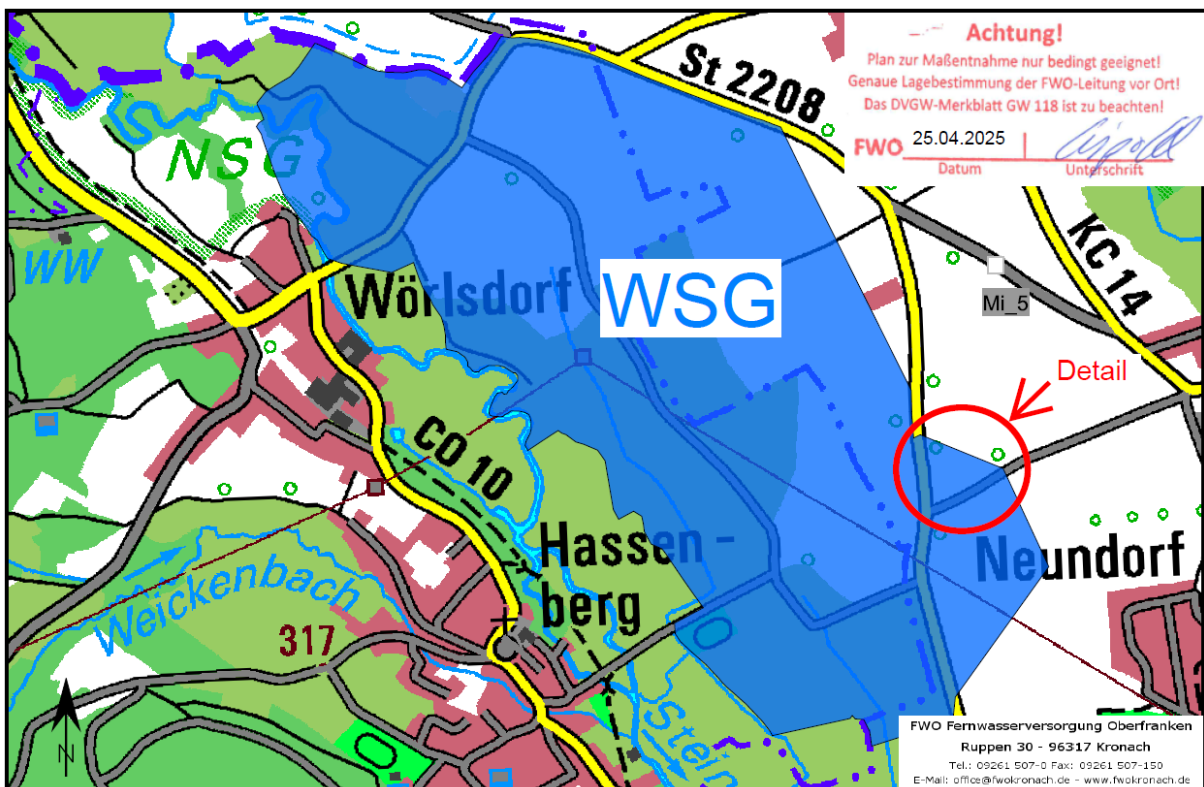 Achtung!
Plan zur Maßentnahme nur bedingt geeignet!
Genaue Lagebestimmung der FWO-Leitung vor Ort!
Das DVGW-Merkblatt GW 118 ist zu beachten!
FWO 25.04.2025
Datum Unterschrift
St 2208
NSG
KC 14
WW
Wörlsdorf
WSG
Mi_5
Detail
CO 10
Hassen-
berg
Neundorf
Weickenbach
317
Stein
N
FWO Fernwasserversorgung Oberfranken
Ruppen 30 - 96317 Kronach
Tel.: 09261 507-0 Fax: 09261 507-150
E-Mail: office@fwokronach.de - www.fwokronach.de